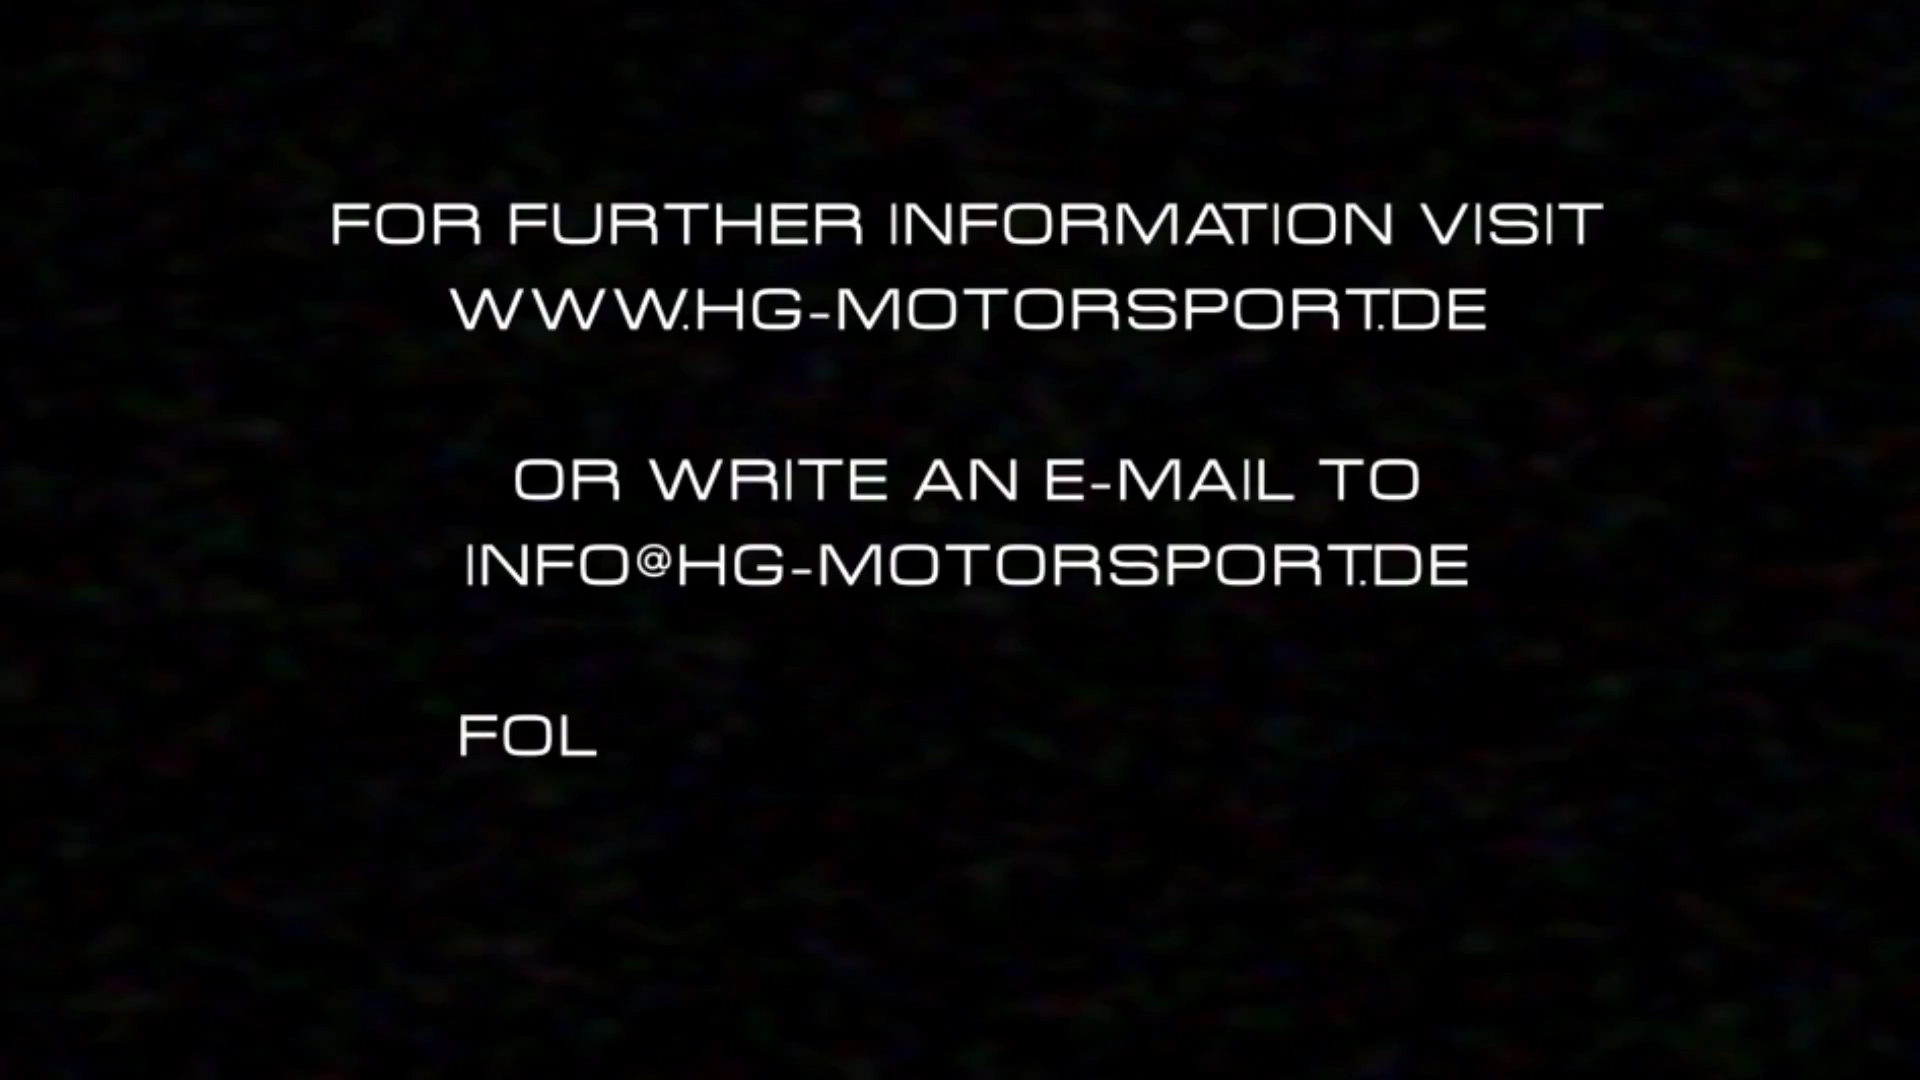 FOR FURTHER INFORMATION VISIT
WWW.HG-MOTORSPORT.DE
OR WRITE AN E-MAIL TO
INFO@HG-MOTORSPORT.DE
FOL